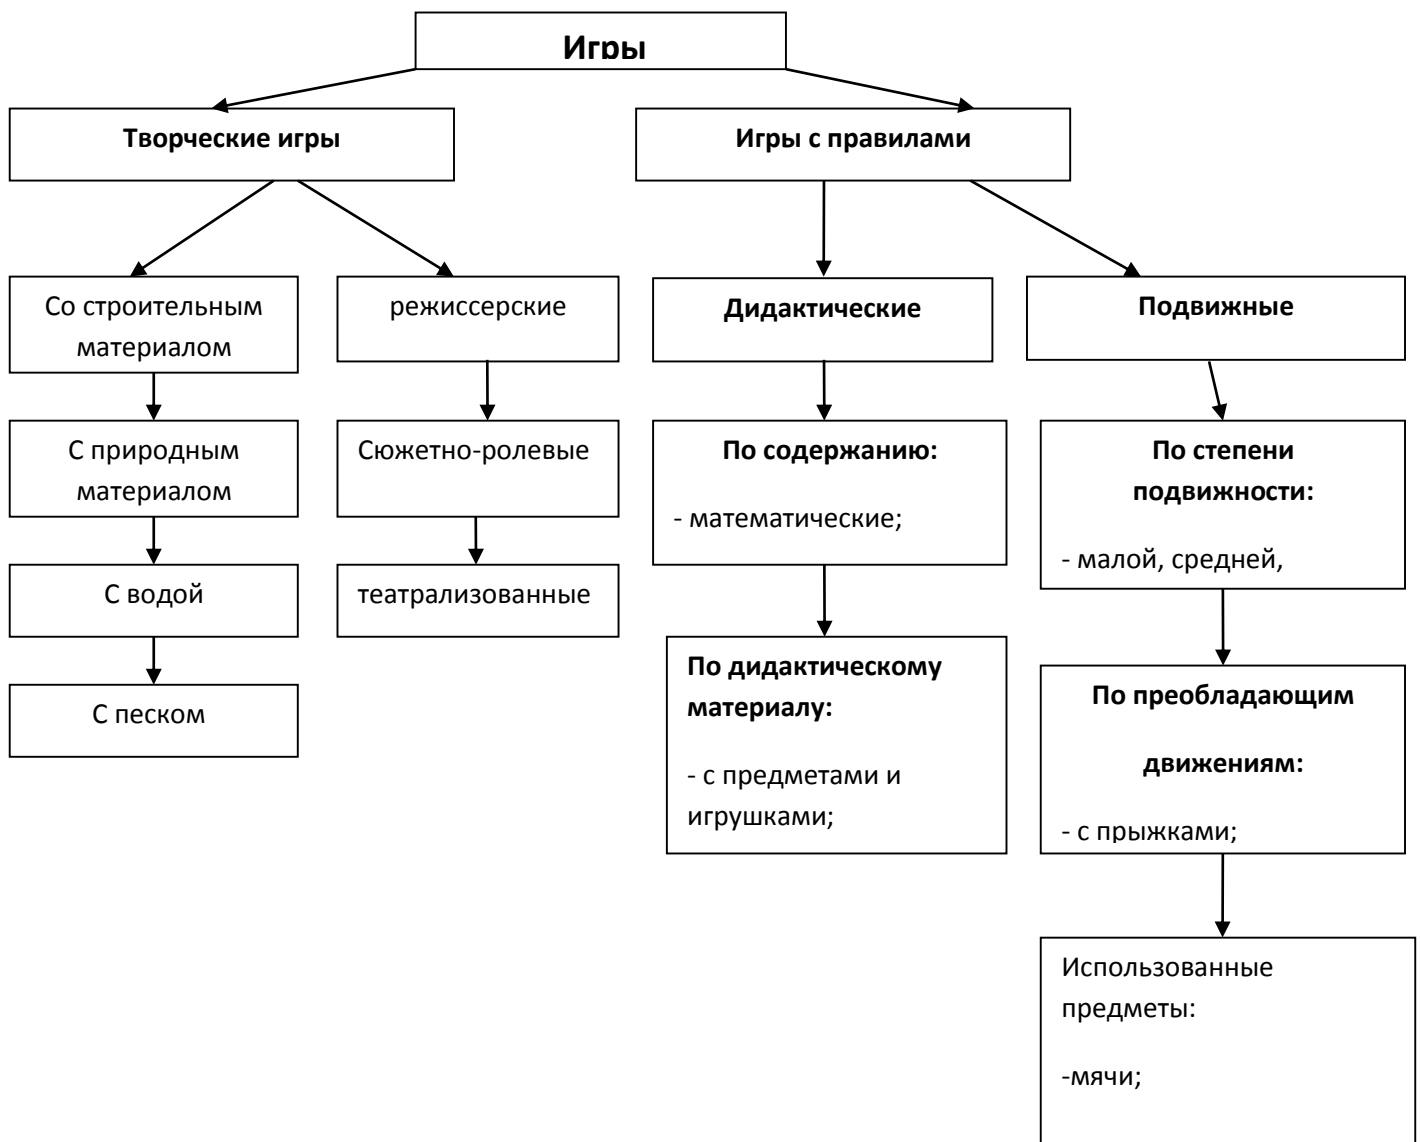 Игры
Творческие игры
Игры с правилами
Со строительным
материалом
режиссерские
Дидактические
Подвижные
С природным
материалом
Сюжетно-ролевые
По содержанию:
- математические;
По степени
подвижности:
- малой, средней,
С водой
театрализованные
По дидактическому
материалу:
- с предметами и
игрушками;
По преобладающим
движениям:
- с прыжками;
С песком
Использованные
предметы:
-мячи;